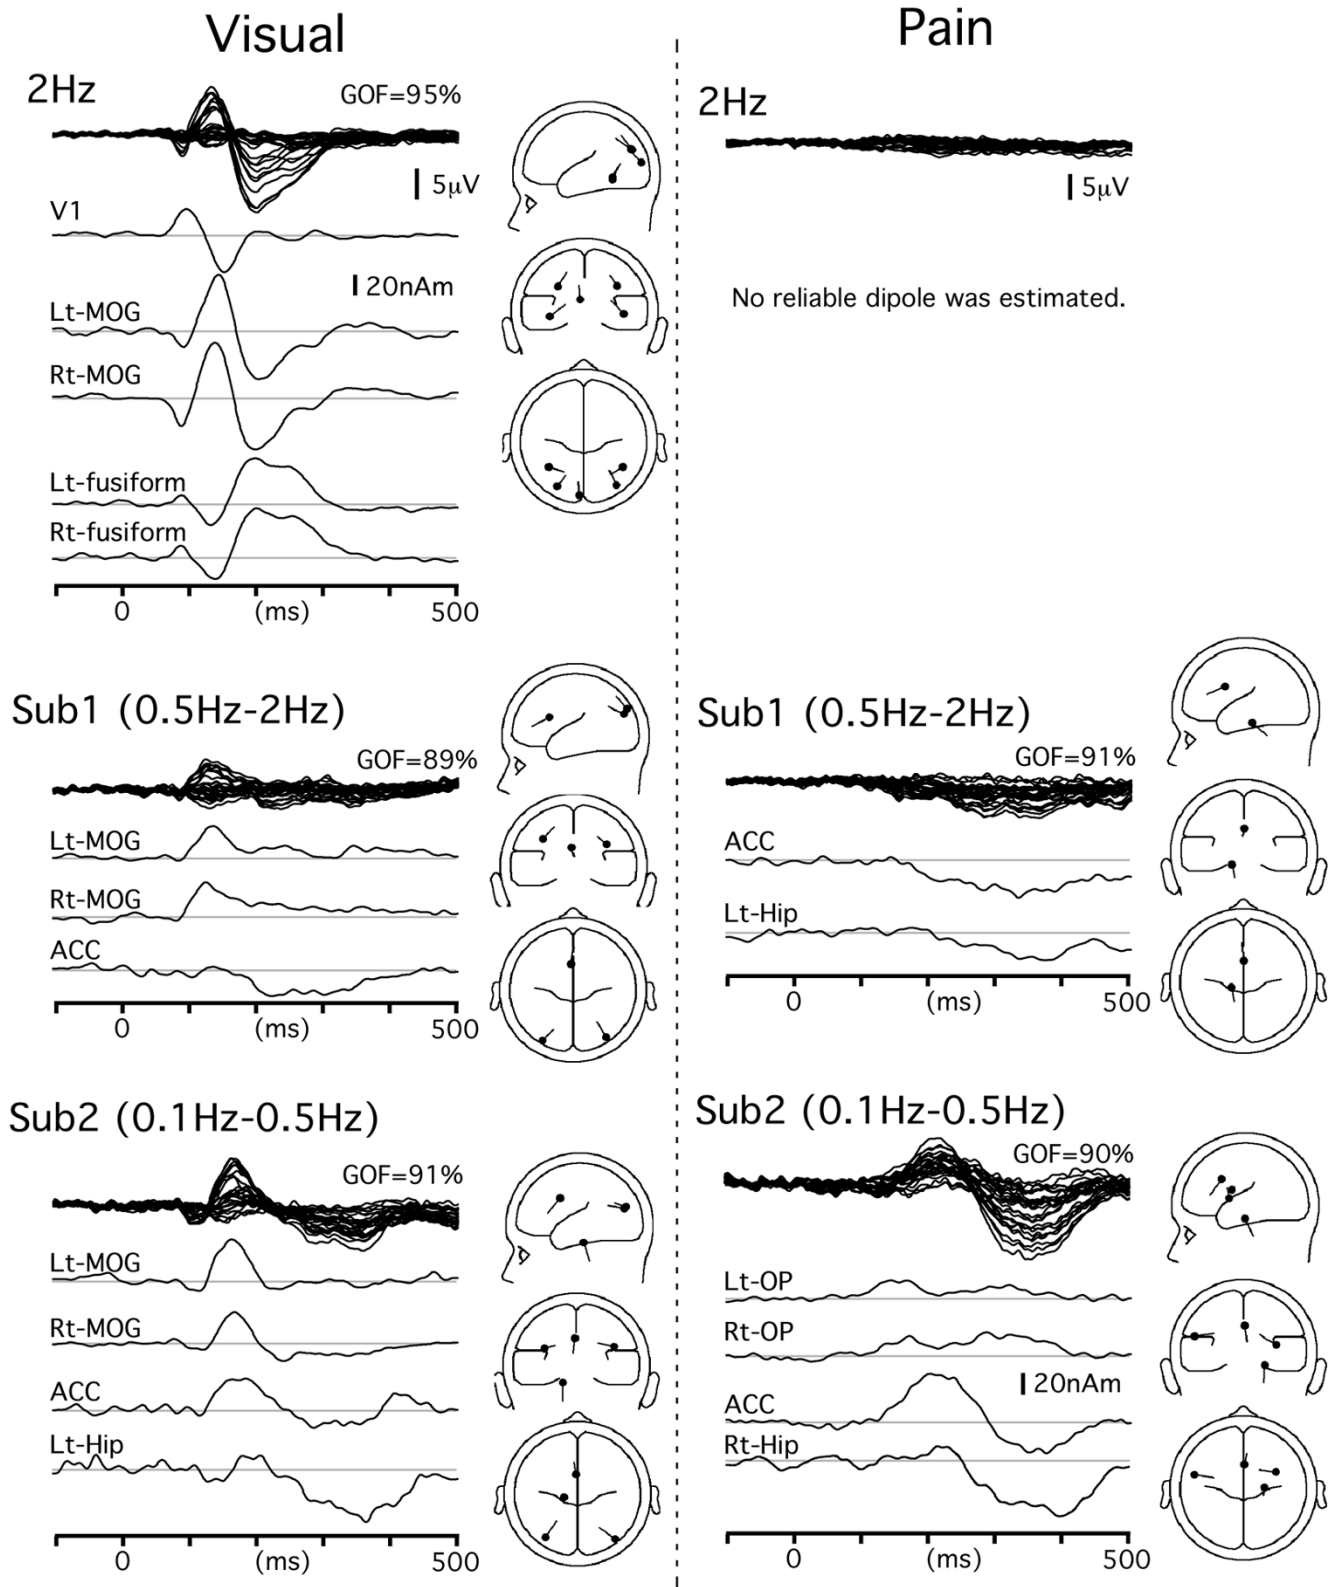 Visual
2Hz
GOF=95%
5μV
V1
20nAm
Lt-MOG
Rt-MOG
Lt-fusiform
Rt-fusiform
0 (ms) 500
Sub1 (0.5Hz-2Hz)
GOF=89%
Lt-MOG
Rt-MOG
ACC
0 (ms) 500
Sub2 (0.1Hz-0.5Hz)
GOF=91%
Lt-MOG
Rt-MOG
ACC
Lt-Hip
0 (ms) 500
Pain
2Hz
5μV
No reliable dipole was estimated.
Sub1 (0.5Hz-2Hz)
GOF=91%
ACC
Lt-Hip
0 (ms) 500
Sub2 (0.1Hz-0.5Hz)
GOF=90%
Lt-OP
Rt-OP
20nAm
ACC
Rt-Hip
0 (ms) 500